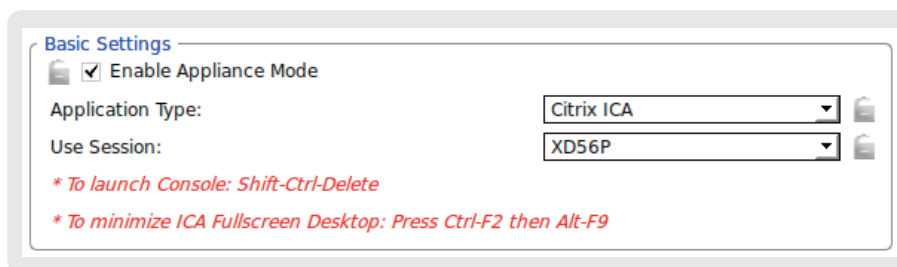 Basic Settings
Enable Appliance Mode
Application Type: Citrix ICA
Use Session: XD56P
* To launch Console: Shift-Ctrl-Delete
* To minimize ICA Fullscreen Desktop: Press Ctrl-F2 then Alt-F9